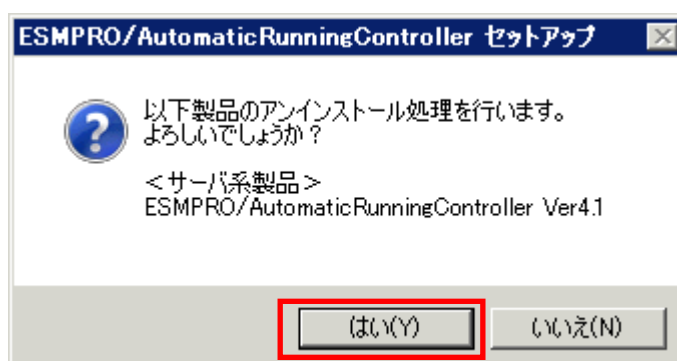 ESMPRO/AutomaticRunningController セットアップ
以下製品のアンインストール処理を行います。
よろしいでしょうか？
＜サーバ系製品＞
ESMPRO/AutomaticRunningController Ver4.1
はい(Y)
いいえ(N)